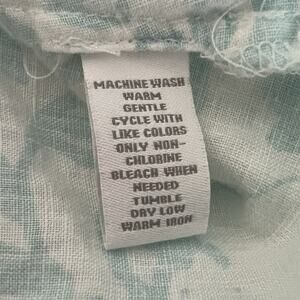 MACHINE WASH
WARM
GENTLE
CYCLE WITH
LIKE COLORS
ONLY NON-
CHLORINE
BLEACH WHEN
NEEDED
TUMBLE
DRY LOW
WARM IRON